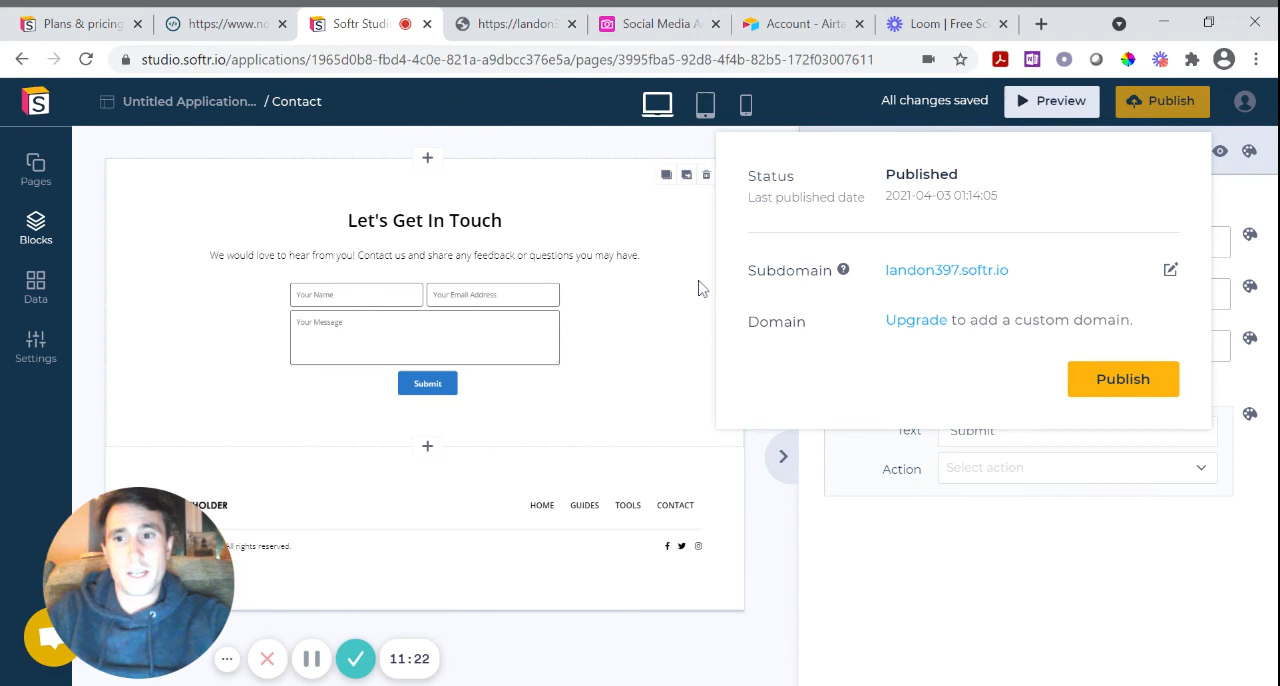 Plans & pricing
https://www.no
Softr Studi
https://landon3
Social Media A
Account - Airta
Loom | Free Sc
studio.softr.io/applications/1965d0b8-fbd4-4c1e-821a-a9dbcc376e5a/pages/3995fba5-92d8-4f4b-82b5-172f03007611
Untitled Application... / Contact
All changes saved
Preview
Publish
Pages
Blocks
Data
Settings
Let's Get In Touch
We would love to hear from you! Contact us and share any feedback or questions you may have.
Your Name
Your Email Address
Your Message
Submit
HOLDER
HOME GUIDES TOOLS CONTACT
All rights reserved.
Status Published
Last published date 2021-04-03 01:14:05
Subdomain landon397.softr.io
Domain Upgrade to add a custom domain.
Publish
Text Submit
Action Select action
11:22